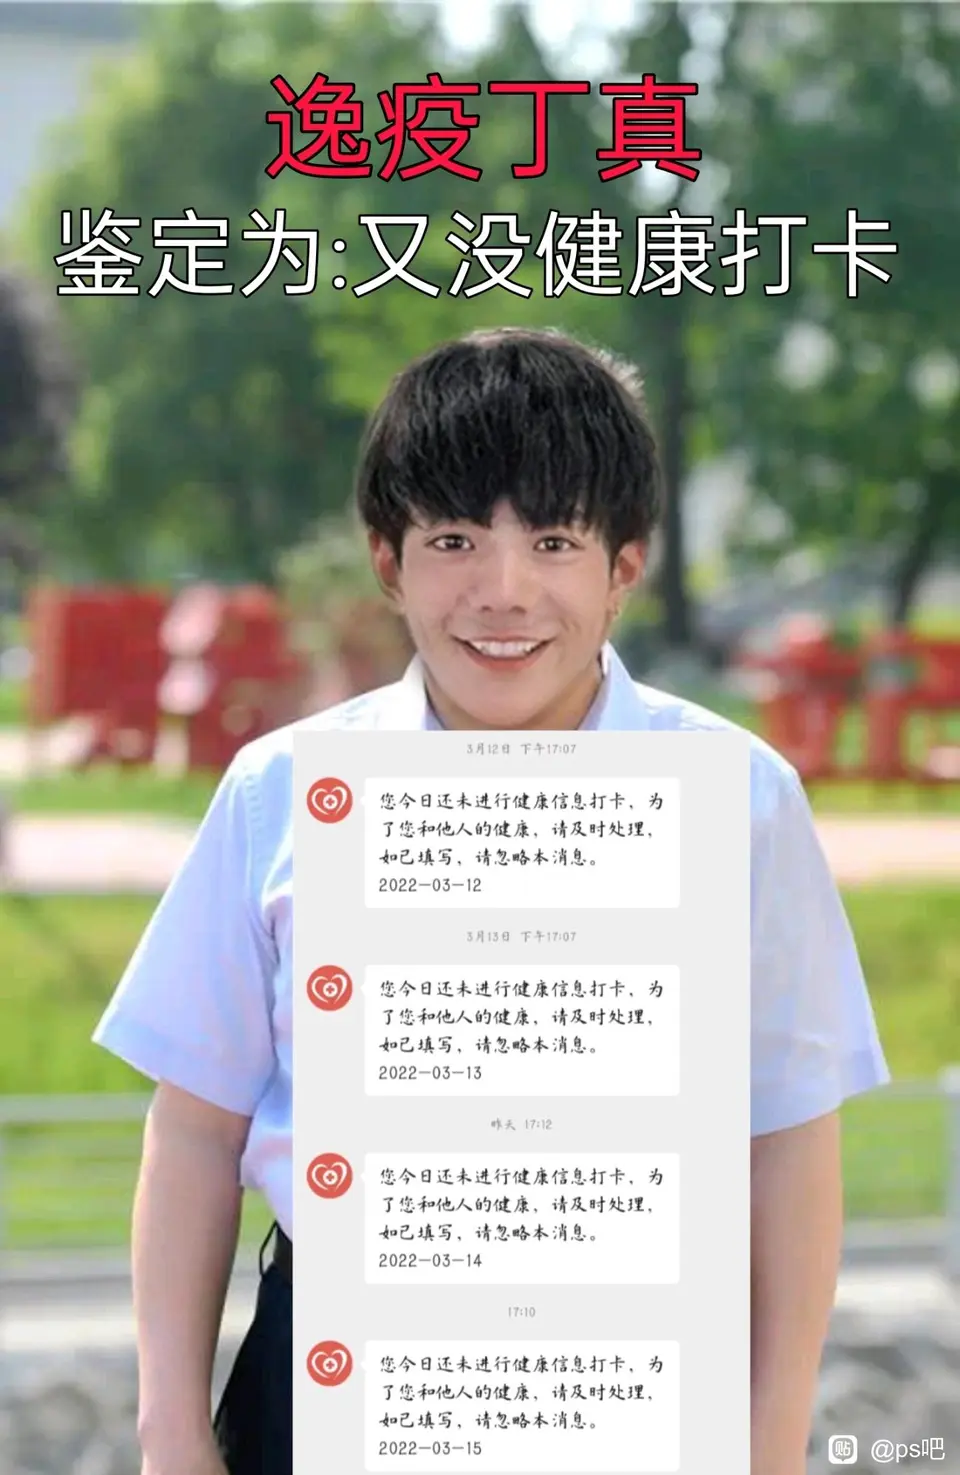 逸疫丁真
鉴定为:又没健康打卡
3月12日 下午17:07
您今日还未进行健康信息打卡，为
了您和他人的健康，请及时处理，
如已填写，请忽略本消息。
2022-03-12
3月13日 下午17:07
您今日还未进行健康信息打卡，为
了您和他人的健康，请及时处理，
如已填写，请忽略本消息。
2022-03-13
昨天 17:12
您今日还未进行健康信息打卡，为
了您和他人的健康，请及时处理，
如已填写，请忽略本消息。
2022-03-14
17:10
您今日还未进行健康信息打卡，为
了您和他人的健康，请及时处理，
如已填写，请忽略本消息。
2022-03-15
贴 @ps吧